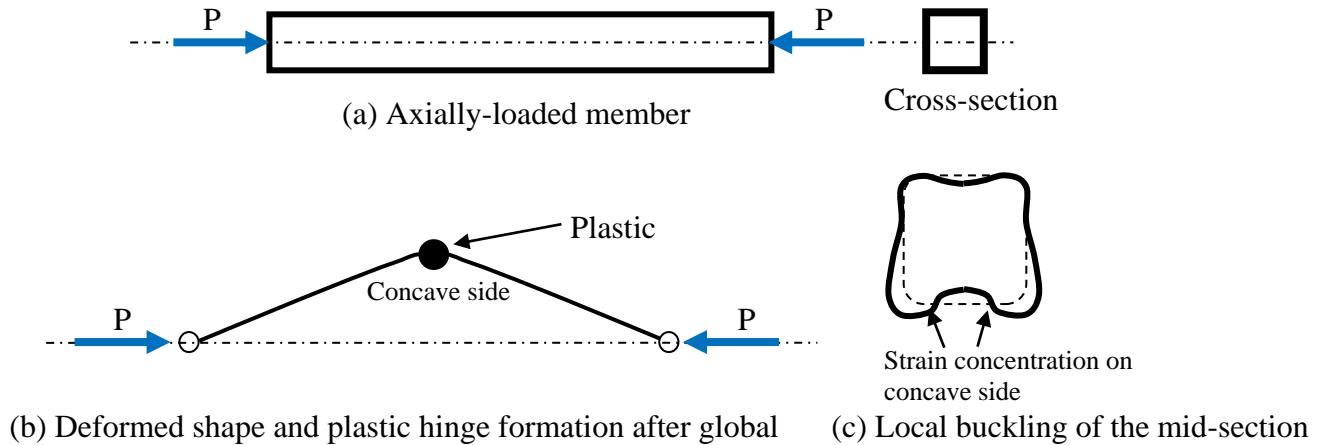 P
P
Cross-section
(a) Axially-loaded member
Plastic
Concave side
P
P
Strain concentration on
concave side
(b) Deformed shape and plastic hinge formation after global
(c) Local buckling of the mid-section